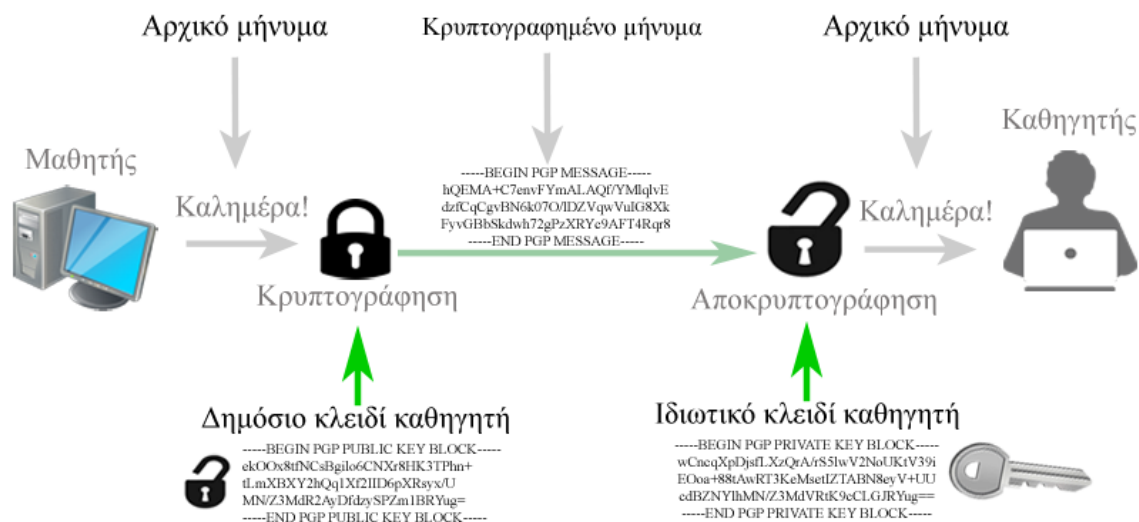 Αρχικό μήνυμα
Κρυπτογραφημένο μήνυμα
Αρχικό μήνυμα
Μαθητής
Καθηγητής
Καλημέρα!
-----BEGIN PGP MESSAGE-----
hQEMA+C7envFYmALAQf/YMlqlvE
dzfCqCgvBN6k07O/IDZVqwVuIG8Xk
FyvGBbSkdwh72gPzXRYe9AFT4Rqr8
-----END PGP MESSAGE-----
Καλημέρα!
Κρυπτογράφηση
Αποκρυπτογράφηση
Δημόσιο κλειδί καθηγητή
-----BEGIN PGP PUBLIC KEY BLOCK-----
ekOOx8tfNCsBgilo6CNXr8HK3TPhn+
tLmXBXY2hQq1Xf2IID6pXRsyx/U
MN/Z3MdR2AyDfdzySPZm1BRYug=
-----END PGP PUBLIC KEY BLOCK-----
Ιδιωτικό κλειδί καθηγητή
-----BEGIN PGP PRIVATE KEY BLOCK-----
wCncqXpDjsfLXzQrA/rS5lwV2NoUKtV39i
EOoa+88tAwRT3KeMsetIZTABN8eyV+UU
cdBZNYIhMN/Z3MdVRtK9cCLGJRYug==
-----END PGP PRIVATE KEY BLOCK-----